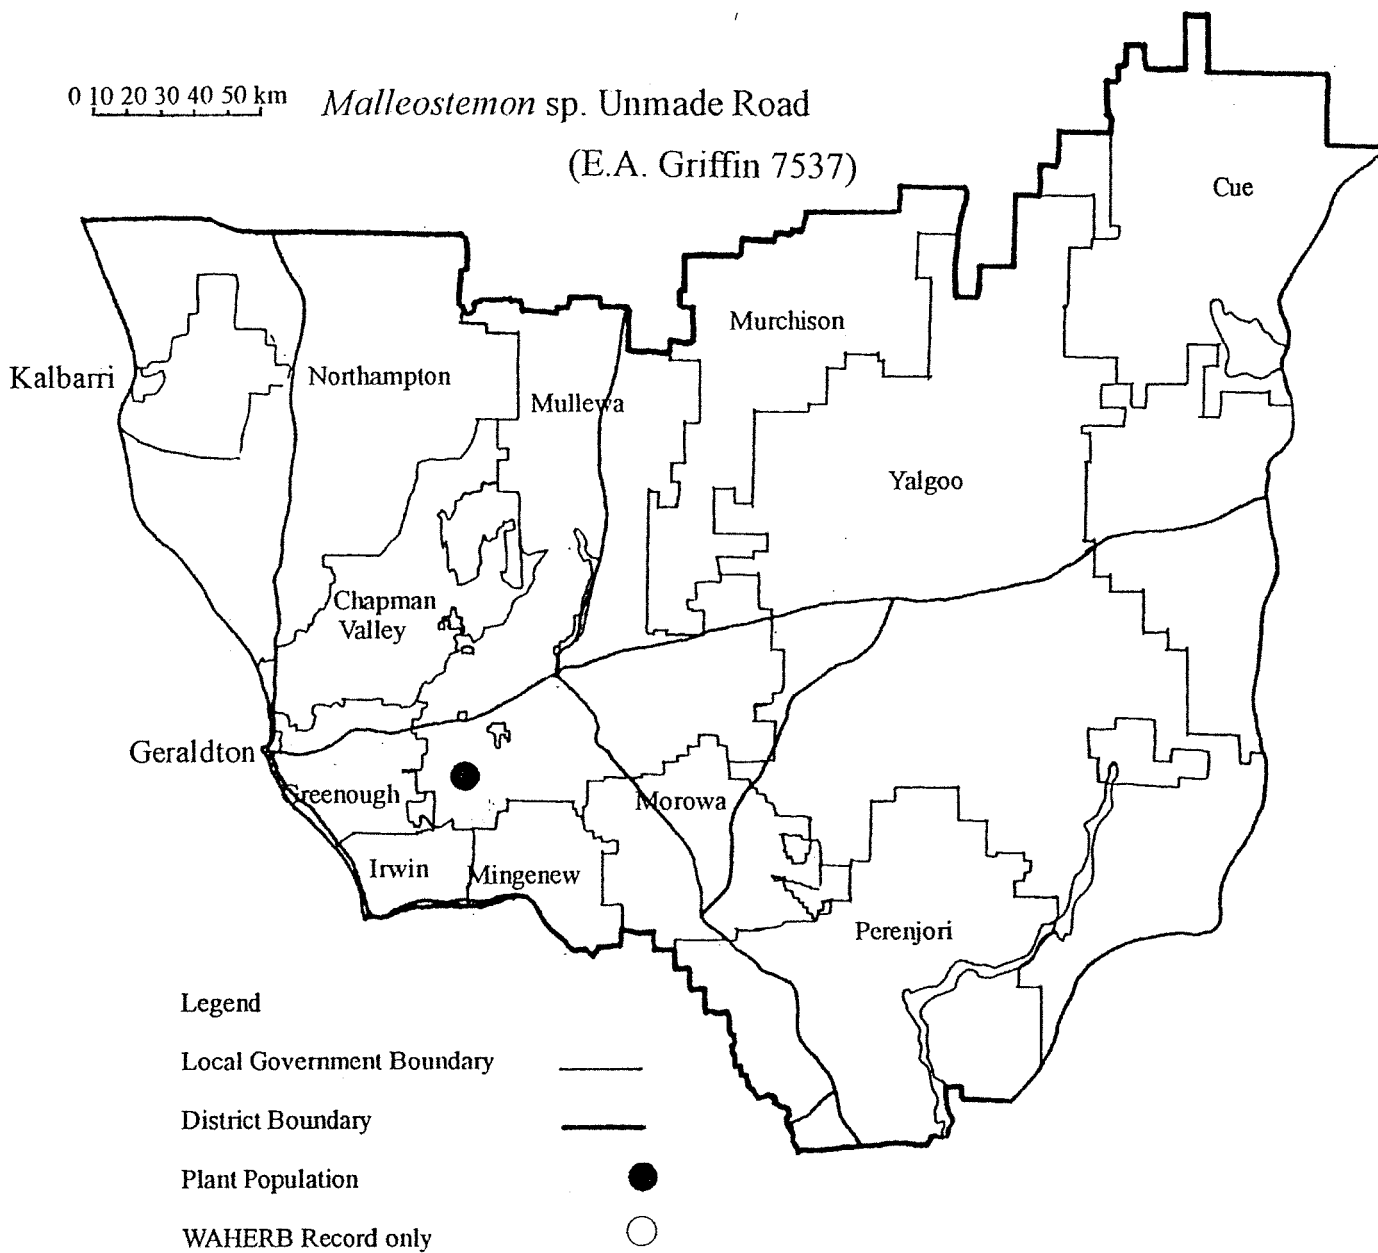 0 10 20 30 40 50 km
Malleostemon sp. Unmade Road
(E.A. Griffin 7537)
Cue
Murchison
Kalbarri
Northampton
Mullewa
Yalgoo
Chapman
Valley
Geraldton
Greenough
Morowa
Irwin
Mingenew
Perenjori
Legend
Local Government Boundary
District Boundary
Plant Population
WAHERB Record only